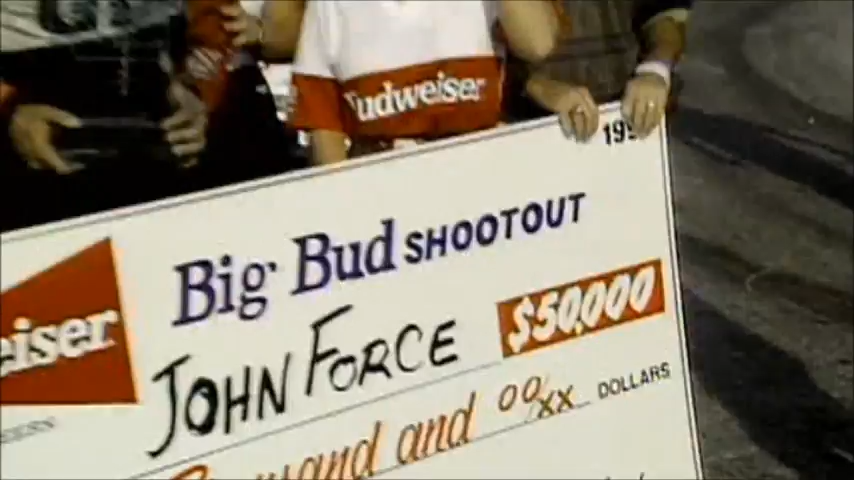 Budweiser
199
Big Bud SHOOTOUT
eiser
JOHN FORCE
$50,000
and 00/xx DOLLARS